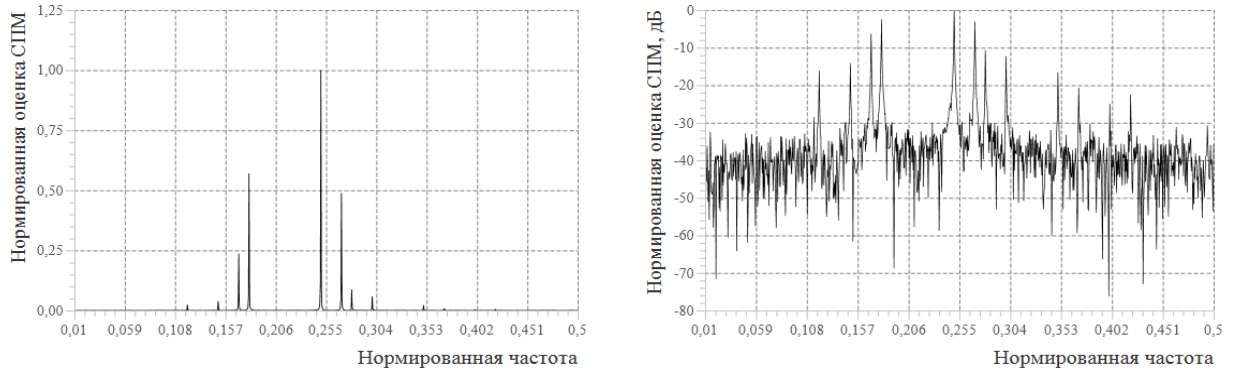 Нормированная оценка СПМ
1,25
1,00
0,75
0,50
0,25
0,00
0,01 0,059 0,108 0,157 0,206 0,255 0,304 0,353 0,402 0,451 0,5
Нормированная частота
Нормированная оценка СПМ, дБ
0
-10
-20
-30
-40
-50
-60
-70
-80
0,01 0,059 0,108 0,157 0,206 0,255 0,304 0,353 0,402 0,451 0,5
Нормированная частота